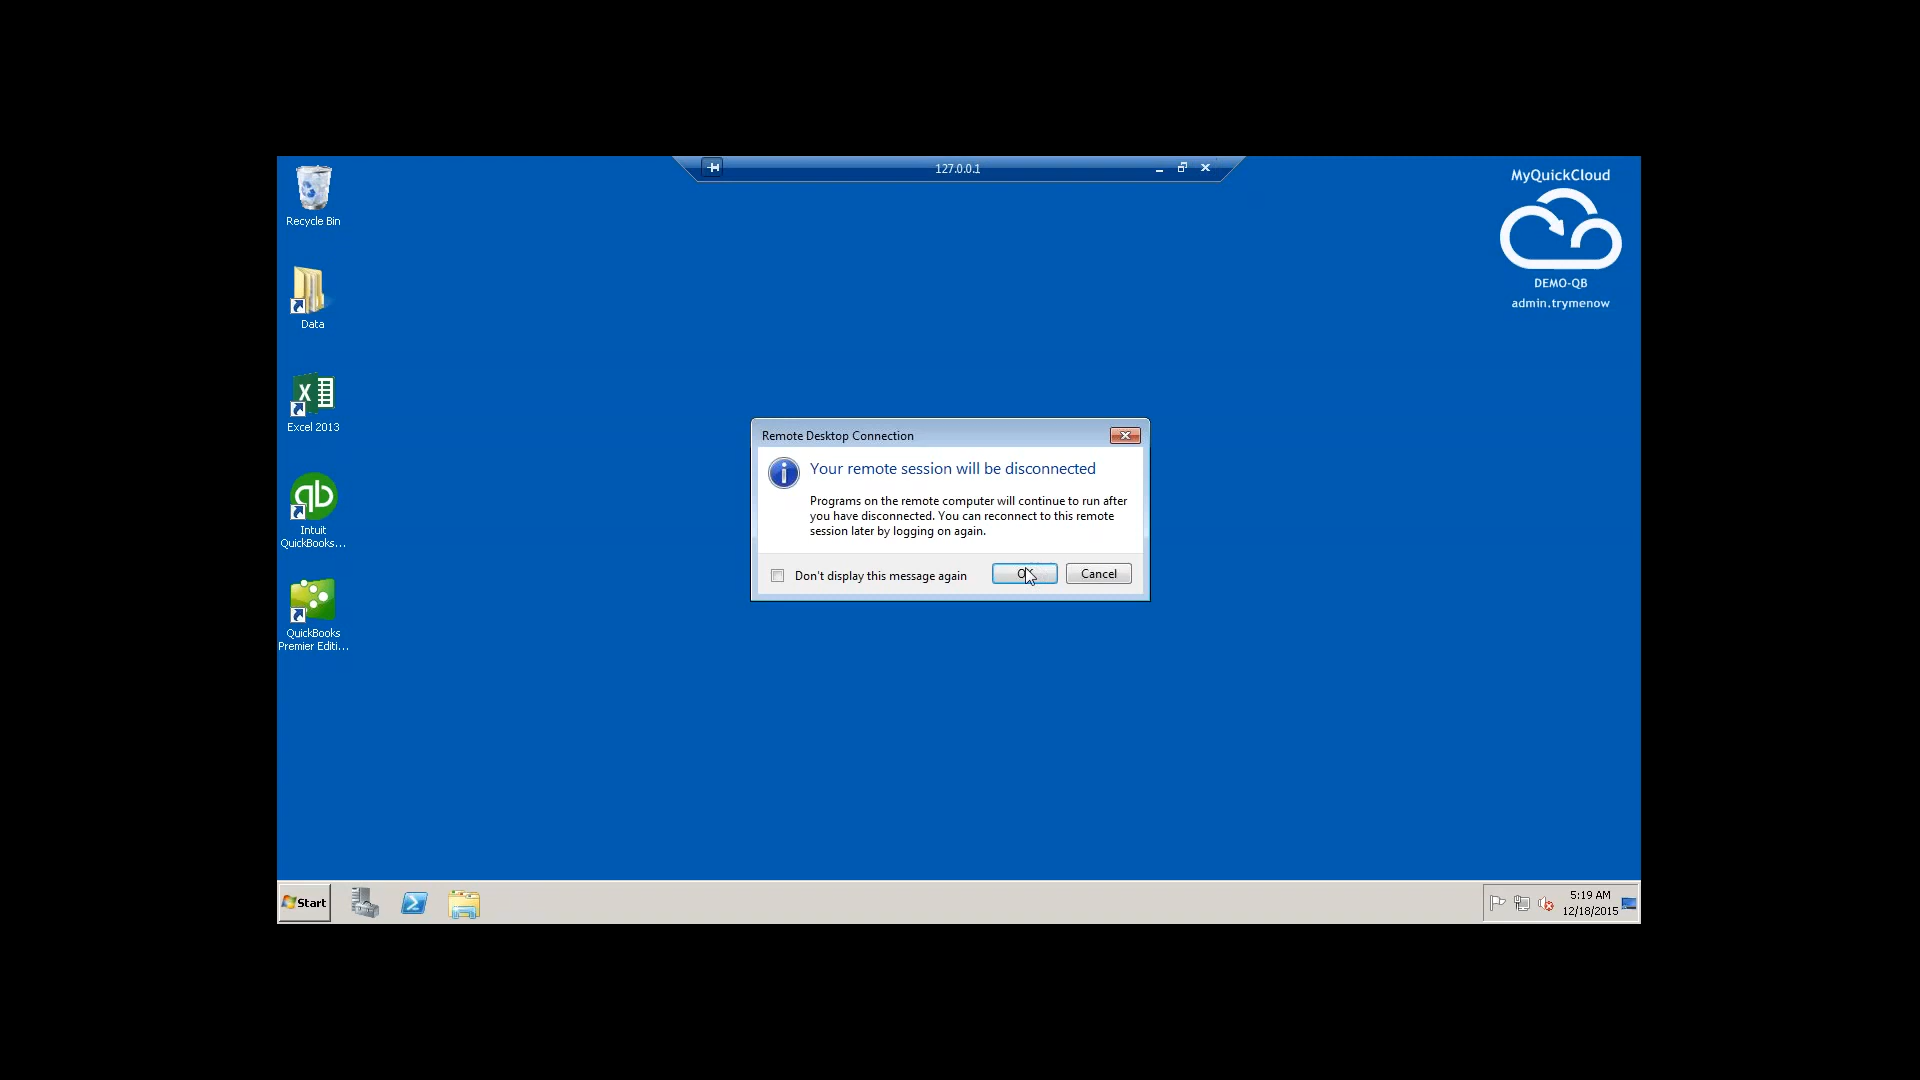 127.0.0.1
MyQuickCloud
DEMO-QB
admin.trymenow
Recycle Bin
Data
Excel 2013
Intuit
QuickBooks...
QuickBooks
Premier Editi...
Remote Desktop Connection
Your remote session will be disconnected
Programs on the remote computer will continue to run after
you have disconnected. You can reconnect to this remote
session later by logging on again.
Don't display this message again
Cancel
Start
5:19 AM
12/18/2015